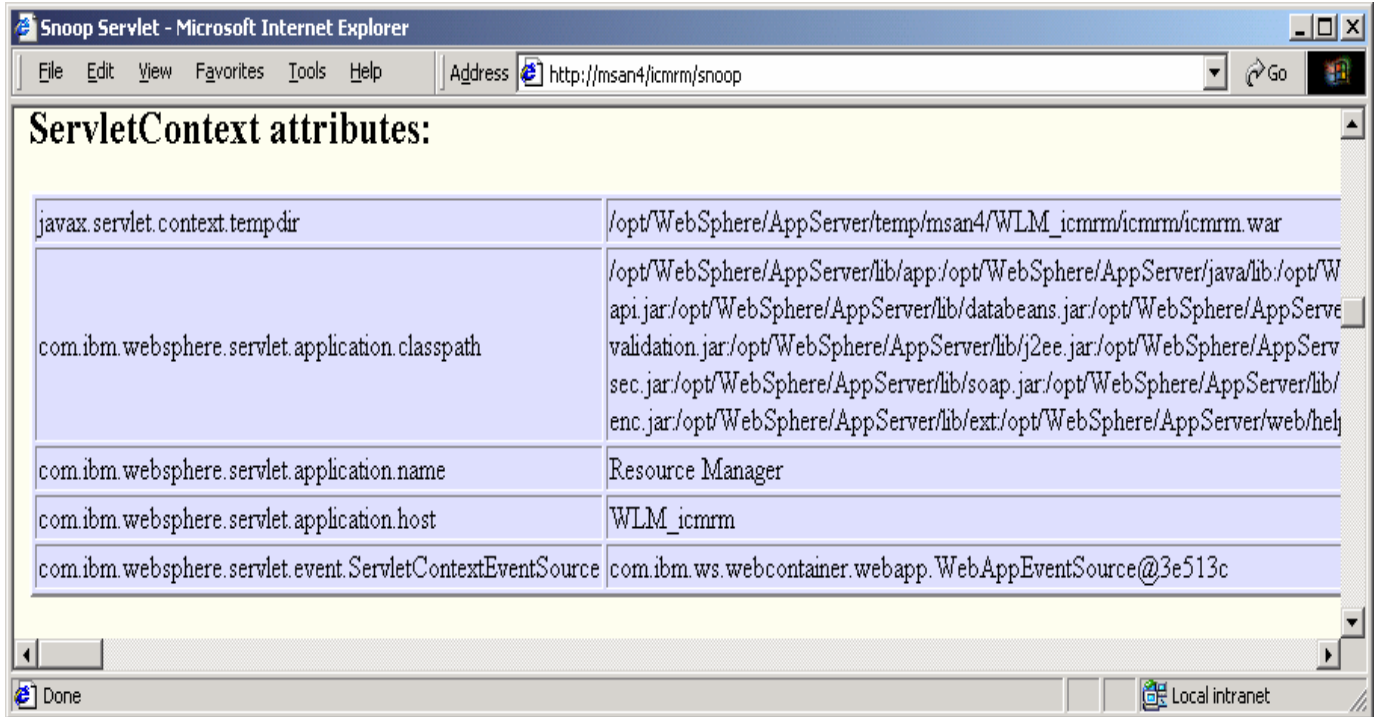 Snoop Servlet - Microsoft Internet Explorer
File Edit View Favorites Tools Help Address http://msan4/icmrm/snoop Go
ServletContext attributes:
javax.servlet.context.tempdir /opt/WebSphere/AppServer/temp/msan4/WLM_icmrm/icmrm/icmrm.war
com.ibm.websphere.servlet.application.classpath
/opt/WebSphere/AppServer/lib/app:/opt/WebSphere/AppServer/java/lib:/opt/W
api.jar:/opt/WebSphere/AppServer/lib/databeans.jar:/opt/WebSphere/AppServe
validation.jar:/opt/WebSphere/AppServer/lib/j2ee.jar:/opt/WebSphere/AppServ
sec.jar:/opt/WebSphere/AppServer/lib/soap.jar:/opt/WebSphere/AppServer/lib/
enc.jar:/opt/WebSphere/AppServer/lib/ext:/opt/WebSphere/AppServer/web/help
com.ibm.websphere.servlet.application.name Resource Manager
com.ibm.websphere.servlet.application.host WLM_icmrm
com.ibm.websphere.servlet.event.ServletContextEventSource com.ibm.ws.webcontainer.webapp.WebAppEventSource@3e513c
Done Local intranet